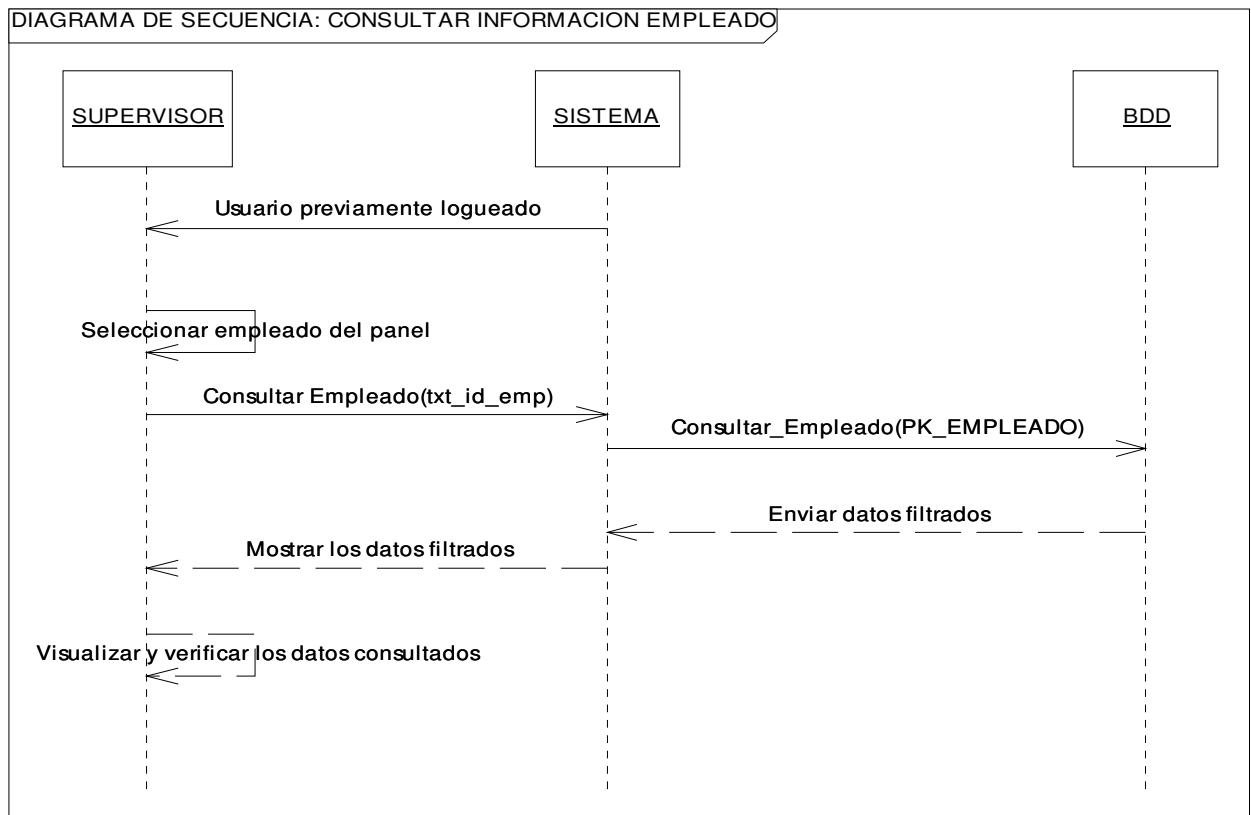 DIAGRAMA DE SECUENCIA: CONSULTAR INFORMACION EMPLEADO
SUPERVISOR
SISTEMA
BDD
Usuario previamente logueado
Seleccionar empleado del panel
Consultar Empleado(txt_id_emp)
Consultar_Empleado(PK_EMPLEADO)
Enviar datos filtrados
Mostrar los datos filtrados
Visualizar y verificar los datos consultados